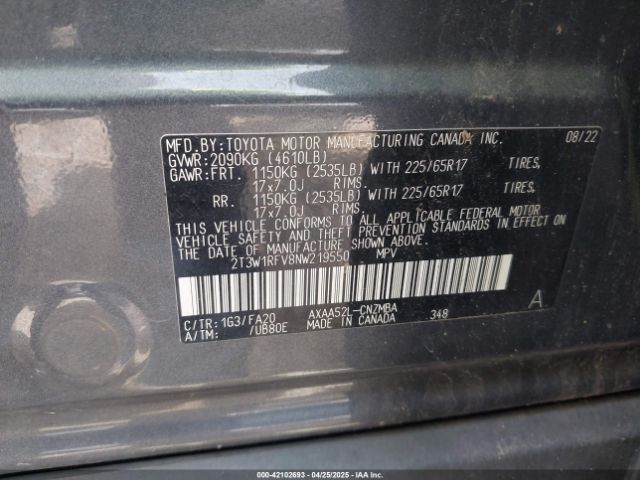 MFD.BY:TOYOTA MOTOR MANUFACTURING CANADA INC. 08/22
GVWR:2090KG (4610LB)
GAWR:FRT. 1150KG (2535LB) WITH 225/65R17 TIRES,
17x7.0J RIMS.
RR. 1150KG (2535LB) WITH 225/65R17 TIRES,
17x7.0J RIMS.
THIS VEHICLE CONFORMS TO ALL APPLICABLE FEDERAL MOTOR
VEHICLE SAFETY AND THEFT PREVENTION STANDARDS IN EFFECT ON
THE DATE OF MANUFACTURE SHOWN ABOVE.
2T3W1RFV8NW219550 MPV
A
C/TR: 1G3/FA20 AXAA52L-CNZMBA 348
A/TM: /UB80E MADE IN CANADA
000-42102693 - 04/25/2025 - IAAI.COM